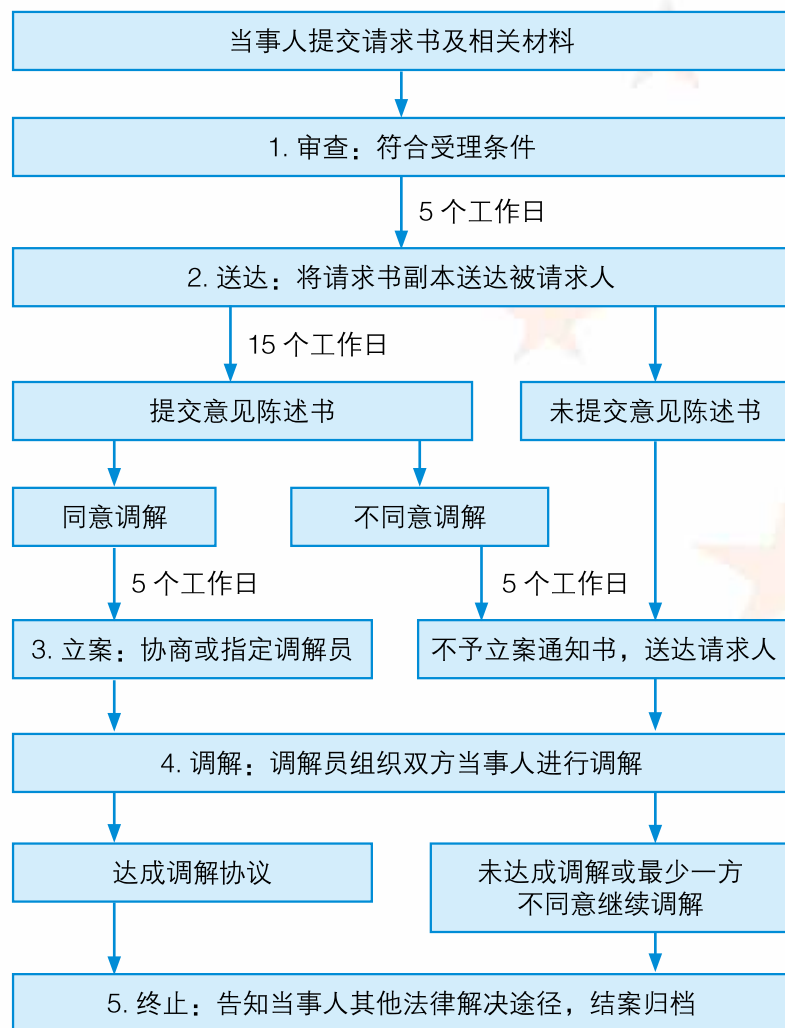 当事人提交请求书及相关材料
1. 审查：符合受理条件
5 个工作日
2. 送达：将请求书副本送达被请求人
15 个工作日
提交意见陈述书
未提交意见陈述书
同意调解
不同意调解
5 个工作日
5 个工作日
3. 立案：协商或指定调解员
不予立案通知书，送达请求人
4. 调解：调解员组织双方当事人进行调解
达成调解协议
未达成调解或最少一方
不同意继续调解
5. 终止：告知当事人其他法律解决途径，结案归档